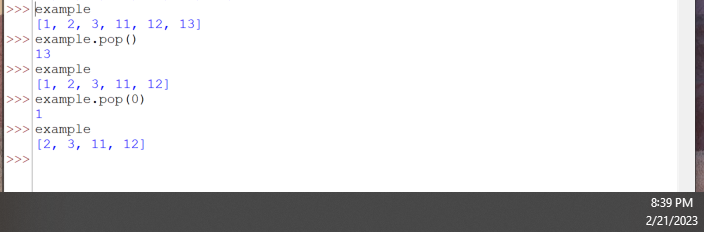 >>> example
[1, 2, 3, 11, 12, 13]
>>> example.pop()
13
>>> example
[1, 2, 3, 11, 12]
>>> example.pop(0)
1
>>> example
[2, 3, 11, 12]
>>>
8:39 PM
2/21/2023